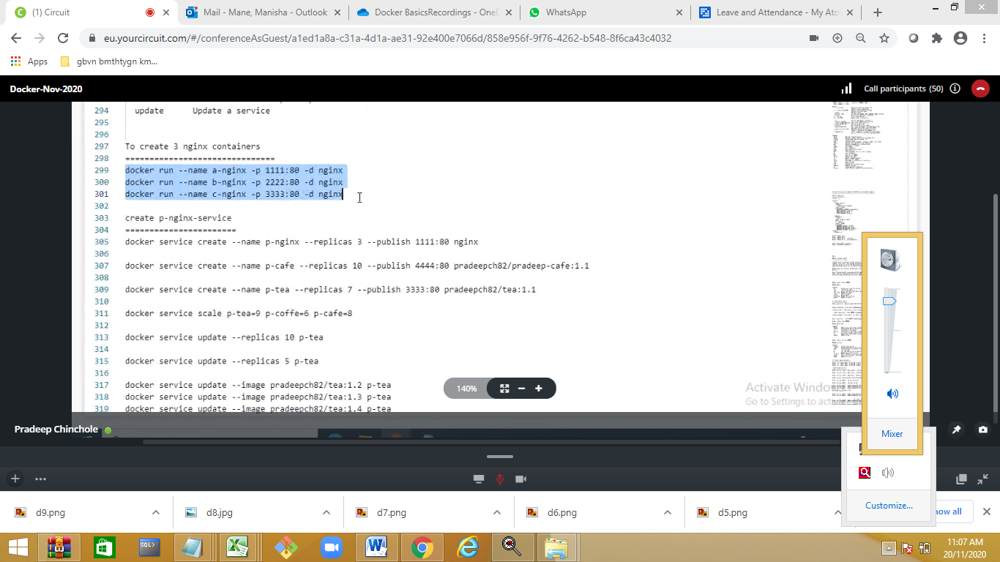 (1) Circuit
Mail - Mane, Manisha - Outlook
Docker BasicsRecordings - OneD
WhatsApp
Leave and Attendance - My Ato
eu.yourcircuit.com/#/conferenceAsGuest/a1ed1a8a-c31a-4d1a-ae31-92e400e7066d/858e956f-9f76-4262-b548-8f6ca43c4032
Apps
gbvn bmthtygn km...
Docker-Nov-2020
Call participants (50)
294 update Update a service
295
296
297 To create 3 nginx containers
298 ===============================
299 docker run --name a-nginx -p 1111:80 -d nginx
300 docker run --name b-nginx -p 2222:80 -d nginx
301 docker run --name c-nginx -p 3333:80 -d nginx
302
303 create p-nginx-service
304 =======================
305 docker service create --name p-nginx --replicas 3 --publish 1111:80 nginx
306
307 docker service create --name p-cafe --replicas 10 --publish 4444:80 pradeepch82/pradeep-cafe:1.1
308
309 docker service create --name p-tea --replicas 7 --publish 3333:80 pradeepch82/tea:1.1
310
311 docker service scale p-tea=9 p-coffe=6 p-cafe=8
312
313 docker service update --replicas 10 p-tea
314
315 docker service update --replicas 5 p-tea
316
317 docker service update --image pradeepch82/tea:1.2 p-tea
318 docker service update --image pradeepch82/tea:1.3 p-tea
319 docker service update --image pradeepch82/tea:1.4 p-tea
140%
Activate Windo
Go to Settings to act
Pradeep Chinchole
Mixer
Customize...
d9.png
d8.jpg
d7.png
d6.png
d5.png
ow all
SQL>
11:07 AM
20/11/2020